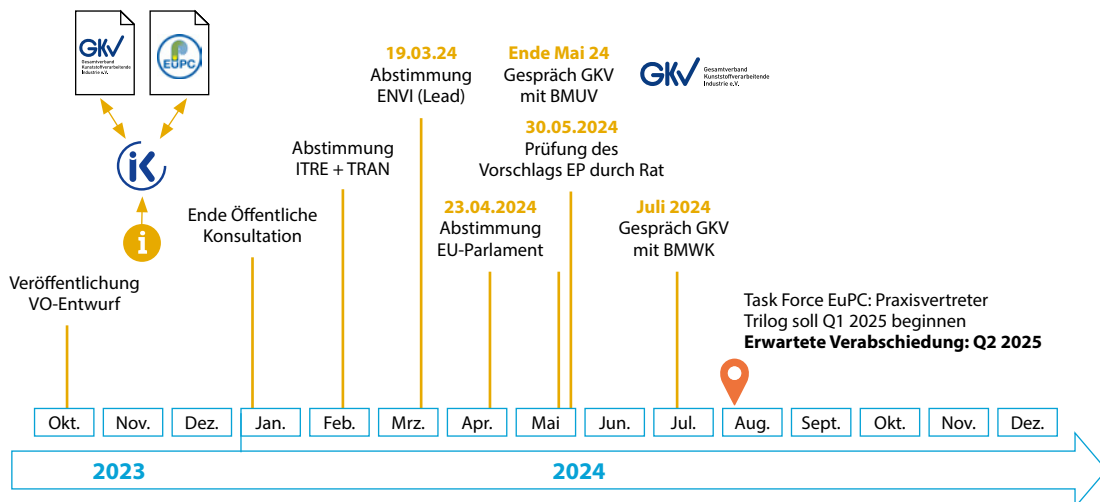 GKV
Gesamtverband
Kunststoffverarbeitende
Industrie e.V.
EUPC
iK
i
Veröffentlichung
VO-Entwurf
Ende Öffentliche
Konsultation
Abstimmung
ITRE + TRAN
19.03.24
Abstimmung
ENVI (Lead)
23.04.2024
Abstimmung
EU-Parlament
Ende Mai 24
Gespräch GKV
mit BMUV
30.05.2024
Prüfung des
Vorschlags EP durch Rat
GKV
Gesamtverband
Kunststoffverarbeitende
Industrie e.V.
Juli 2024
Gespräch GKV
mit BMWK
Task Force EuPC: Praxisvertreter
Trilog soll Q1 2025 beginnen
Erwartete Verabschiedung: Q2 2025
Okt. Nov. Dez. Jan. Feb. Mrz. Apr. Mai Jun. Jul. Aug. Sept. Okt. Nov. Dez.
2023 2024